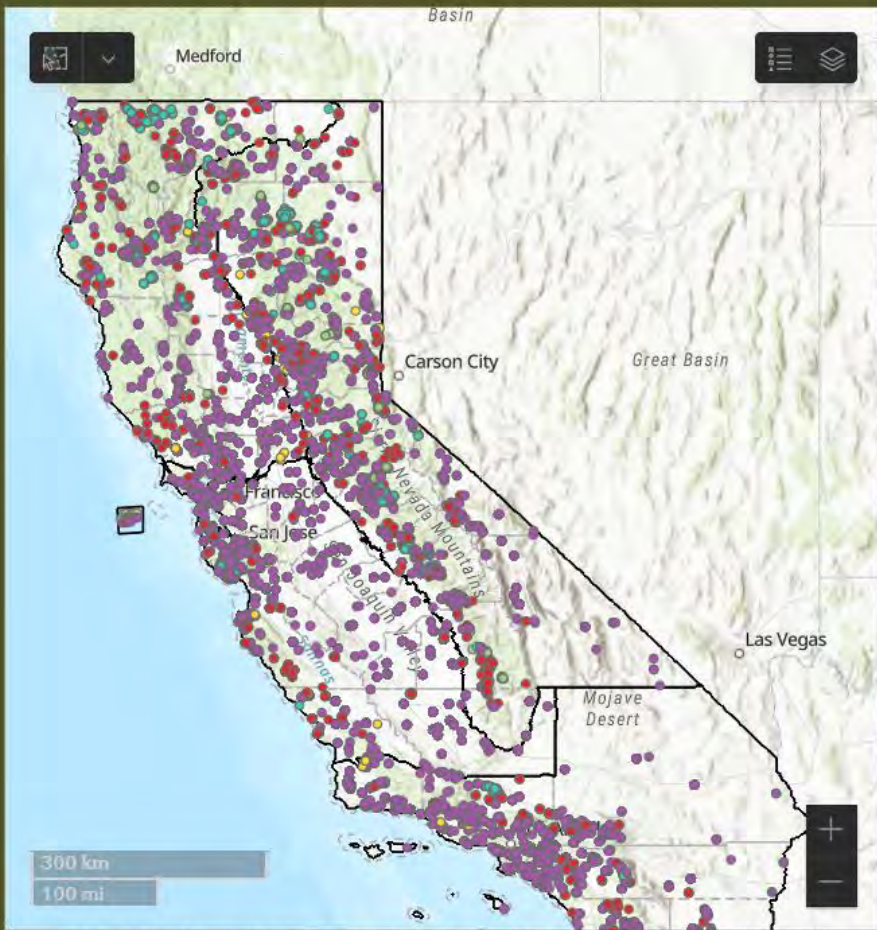 Basin
Medford
Carson City
Great Basin
Francisco
San Jose
Nevada Mountains
San Joaquin Valley
Salinas
Las Vegas
Mojave
Desert
300 km
100 mi